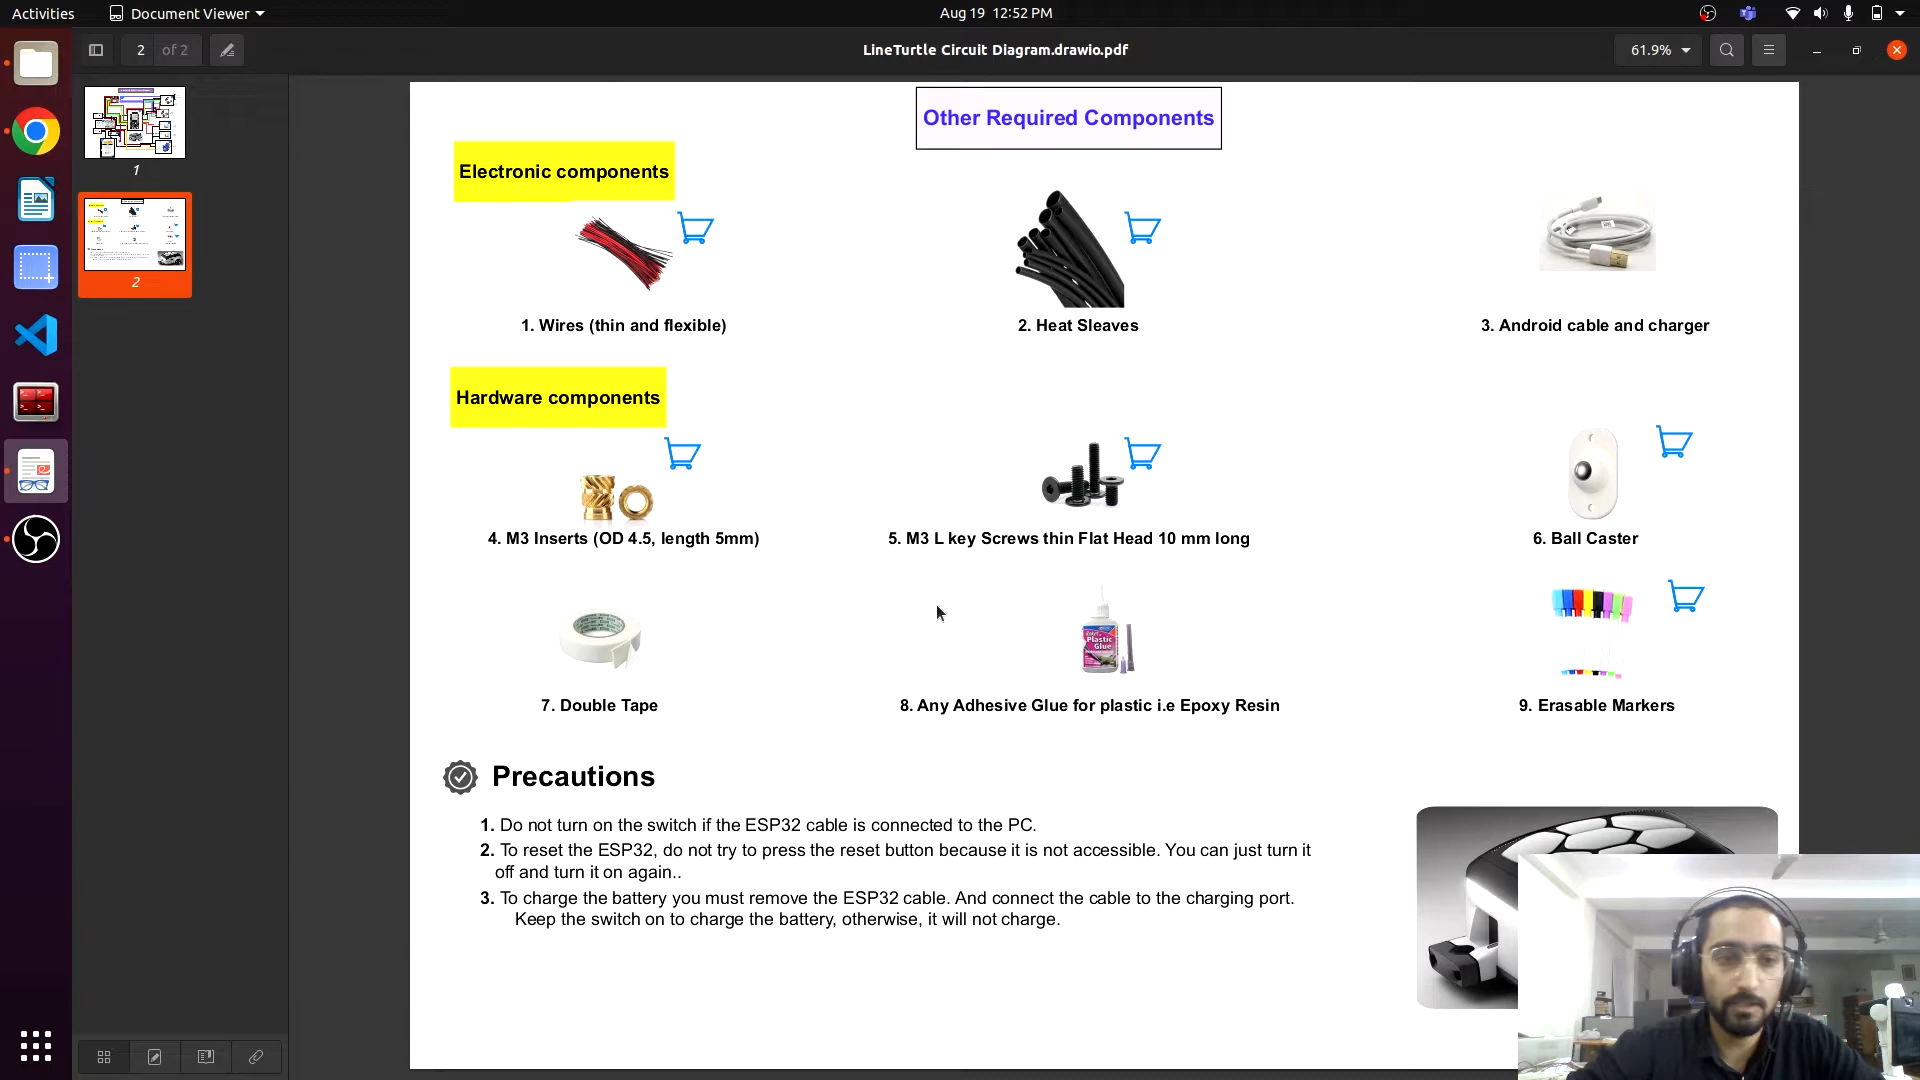 Activities
Document Viewer
Aug 19 12:52 PM
2 of 2
LineTurtle Circuit Diagram.drawio.pdf
61.9%
1
2
Other Required Components
Electronic components
1. Wires (thin and flexible)
2. Heat Sleaves
3. Android cable and charger
Hardware components
4. M3 Inserts (OD 4.5, length 5mm)
5. M3 L key Screws thin Flat Head 10 mm long
6. Ball Caster
Plastic
Glue
7. Double Tape
8. Any Adhesive Glue for plastic i.e Epoxy Resin
9. Erasable Markers
Precautions
1. Do not turn on the switch if the ESP32 cable is connected to the PC.
2. To reset the ESP32, do not try to press the reset button because it is not accessible. You can just turn it
off and turn it on again..
3. To charge the battery you must remove the ESP32 cable. And connect the cable to the charging port.
Keep the switch on to charge the battery, otherwise, it will not charge.